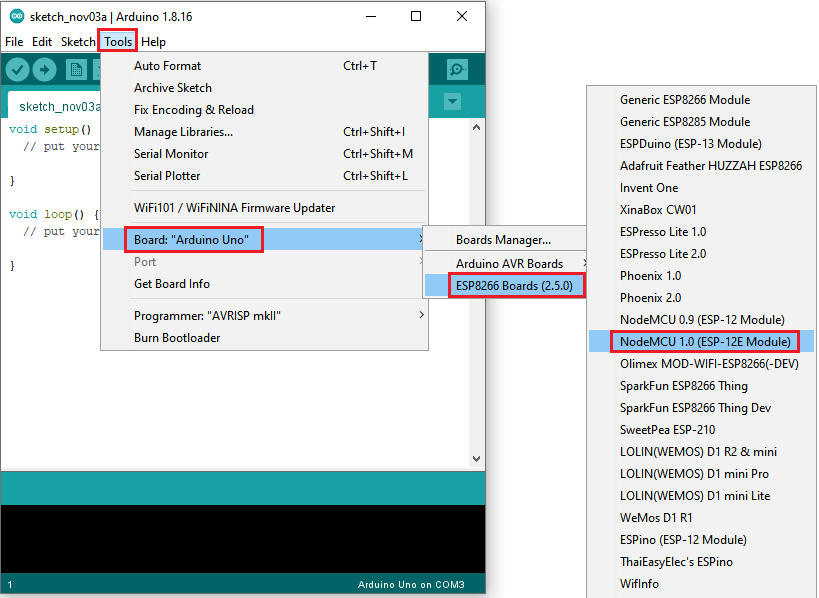 sketch_nov03a | Arduino 1.8.16
File Edit Sketch Tools Help
sketch_nov03a
void setup()
// put your
}
void loop() {
// put your
}
Auto Format Ctrl+T
Archive Sketch
Fix Encoding & Reload
Manage Libraries... Ctrl+Shift+I
Serial Monitor Ctrl+Shift+M
Serial Plotter Ctrl+Shift+L
WiFi101 / WiFiNINA Firmware Updater
Board: "Arduino Uno"
Port
Get Board Info
Programmer: "AVRISP mkII"
Burn Bootloader
Boards Manager...
Arduino AVR Boards
ESP8266 Boards (2.5.0)
Generic ESP8266 Module
Generic ESP8285 Module
ESPDuino (ESP-13 Module)
Adafruit Feather HUZZAH ESP8266
Invent One
XinaBox CW01
ESPresso Lite 1.0
ESPresso Lite 2.0
Phoenix 1.0
Phoenix 2.0
NodeMCU 0.9 (ESP-12 Module)
NodeMCU 1.0 (ESP-12E Module)
Olimex MOD-WIFI-ESP8266(-DEV)
SparkFun ESP8266 Thing
SparkFun ESP8266 Thing Dev
SweetPea ESP-210
LOLIN(WEMOS) D1 R2 & mini
LOLIN(WEMOS) D1 mini Pro
LOLIN(WEMOS) D1 mini Lite
WeMos D1 R1
ESPino (ESP-12 Module)
ThaiEasyElec's ESPino
WifInfo
1 Arduino Uno on COM3